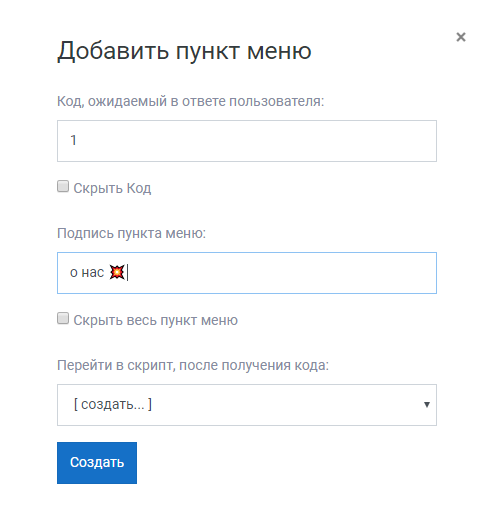 ×
Добавить пункт меню
Код, ожидаемый в ответе пользователя:
1
Скрыть Код
Подпись пункта меню:
о нас 💥
Скрыть весь пункт меню
Перейти в скрипт, после получения кода:
[ создать... ]
Создать